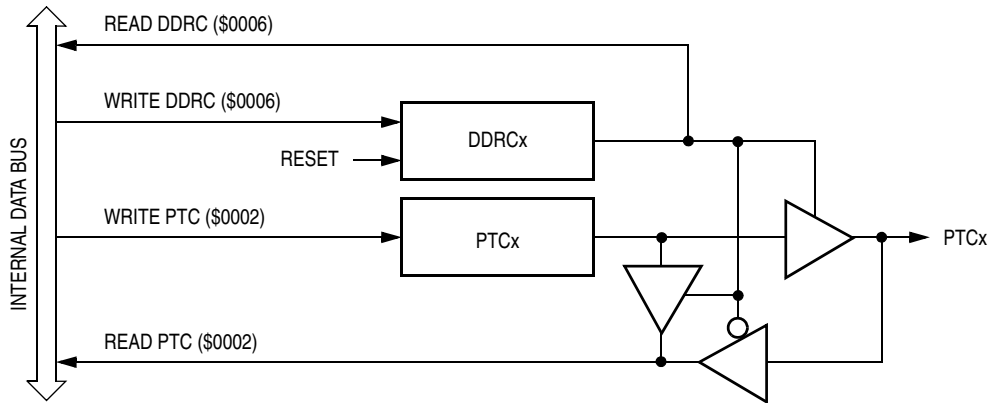 READ DDRC ($0006)
WRITE DDRC ($0006)
DDRCx
RESET
INTERNAL DATA BUS
WRITE PTC ($0002)
PTCx
PTCx
READ PTC ($0002)